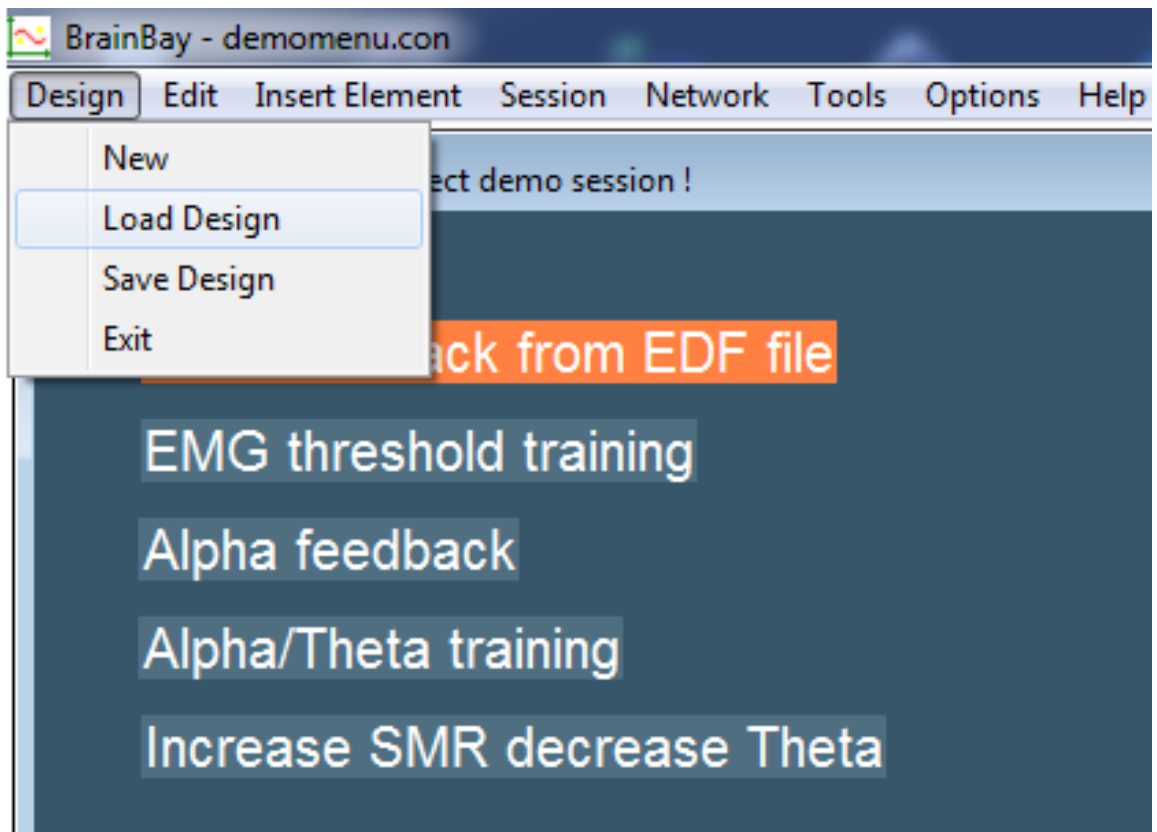 BrainBay - demomenu.con
Design Edit Insert Element Session Network Tools Options Help
New
ect demo session !
Load Design
Save Design
Exit
ack from EDF file
EMG threshold training
Alpha feedback
Alpha/Theta training
Increase SMR decrease Theta